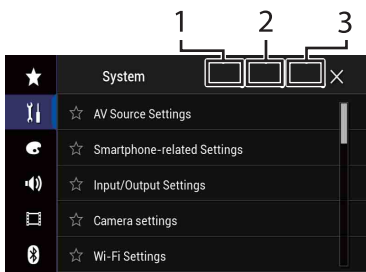 1 2 3
System
AV Source Settings
Smartphone-related Settings
Input/Output Settings
Camera settings
Wi-Fi Settings